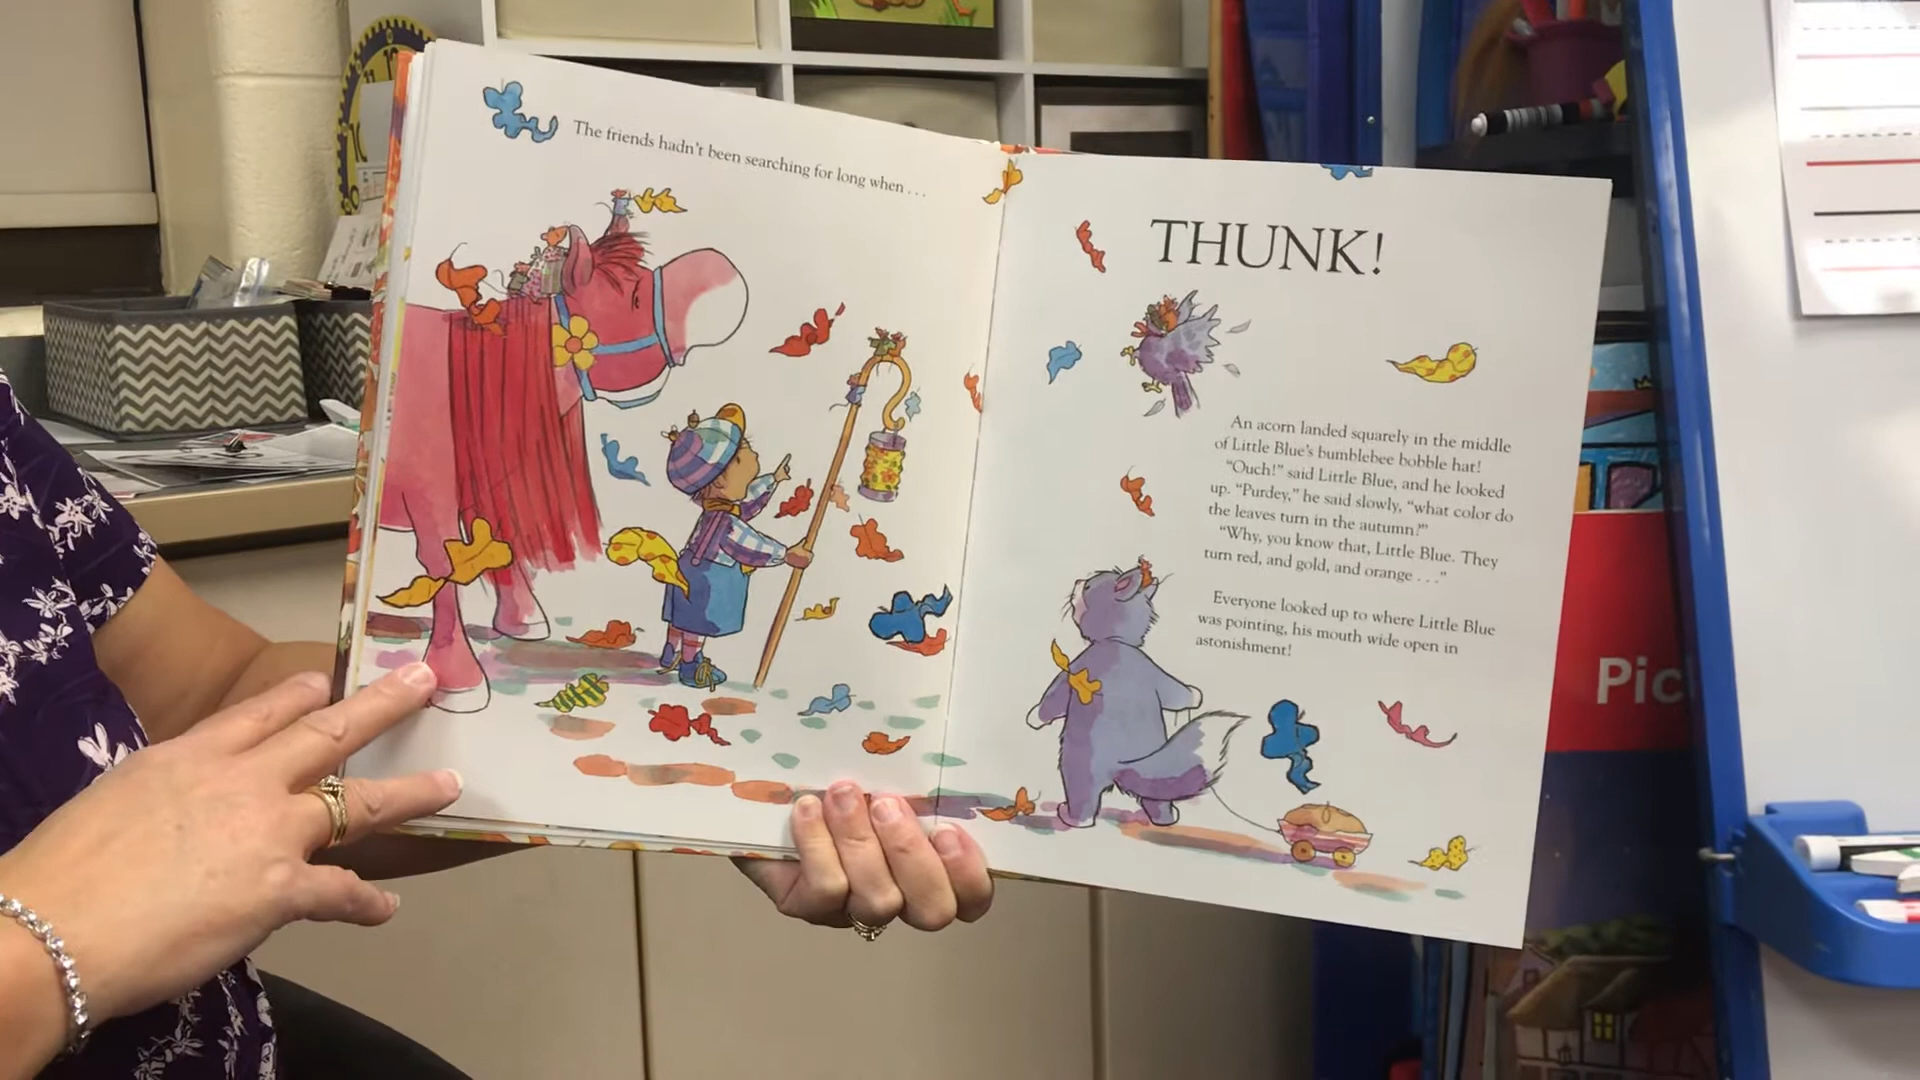 The friends hadn't been searching for long when . . .
THUNK!
An acorn landed squarely in the middle
of Little Blue's bumblebee bobble hat!
"Ouch!" said Little Blue, and he looked
up. "Purdey," he said slowly, "what color do
the leaves turn in the autumn?"
"Why, you know that, Little Blue. They
turn red, and gold, and orange . . ."
Everyone looked up to where Little Blue
was pointing, his mouth wide open in
astonishment!
Pic